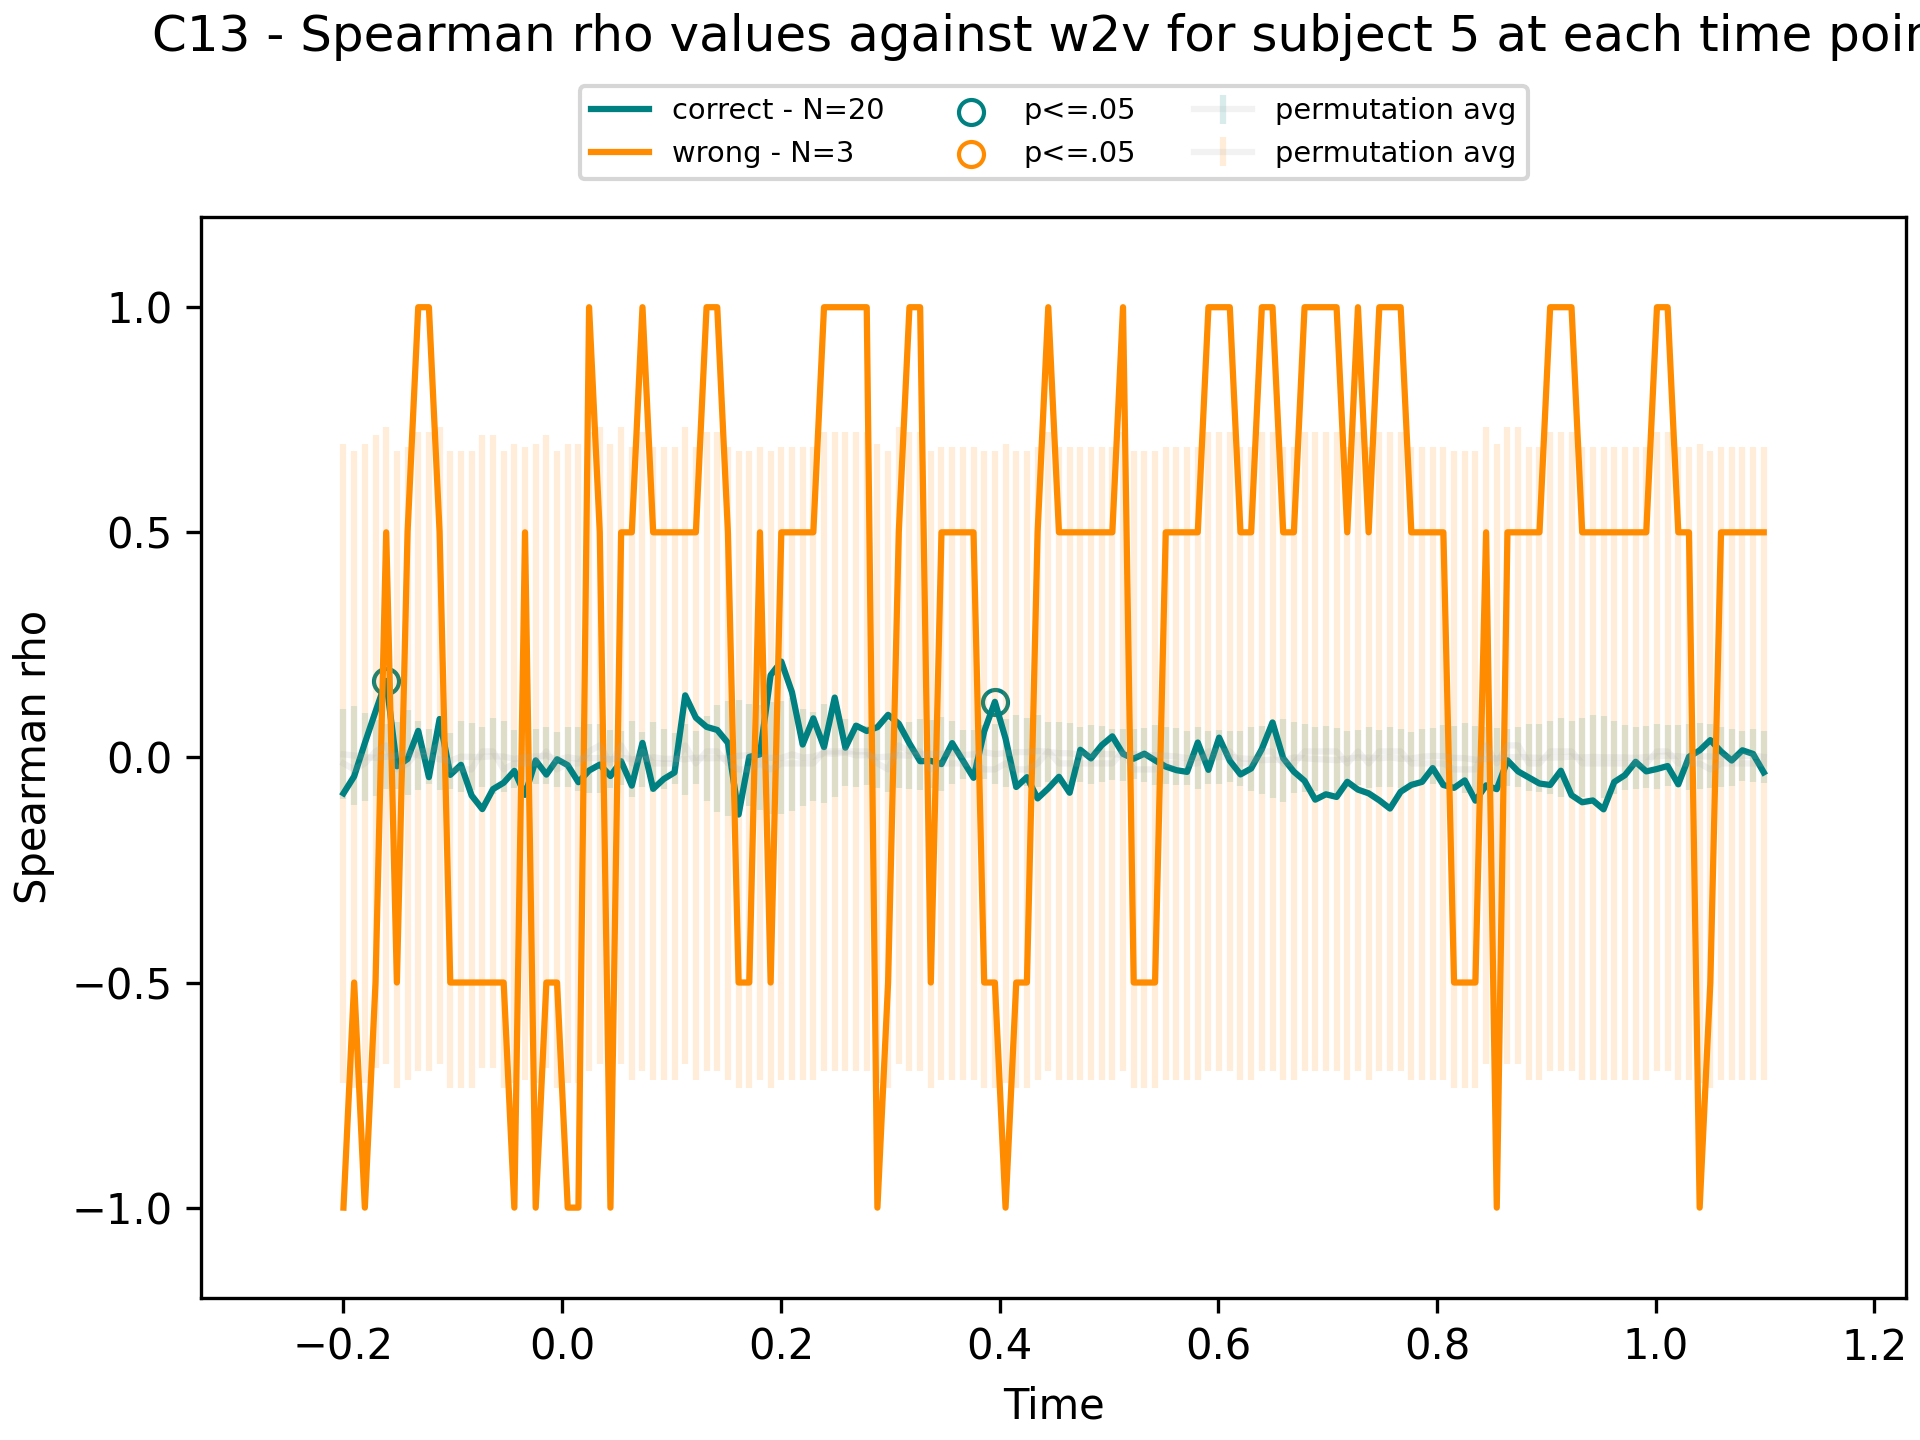 C13 - Spearman rho values against w2v for subject 5 at each time poin
correct - N=20 p<=.05 permutation avg
wrong - N=3 p<=.05 permutation avg
Spearman rho
1.0
0.5
0.0
−0.5
−1.0
−0.2 0.0 0.2 0.4 0.6 0.8 1.0 1.2
Time